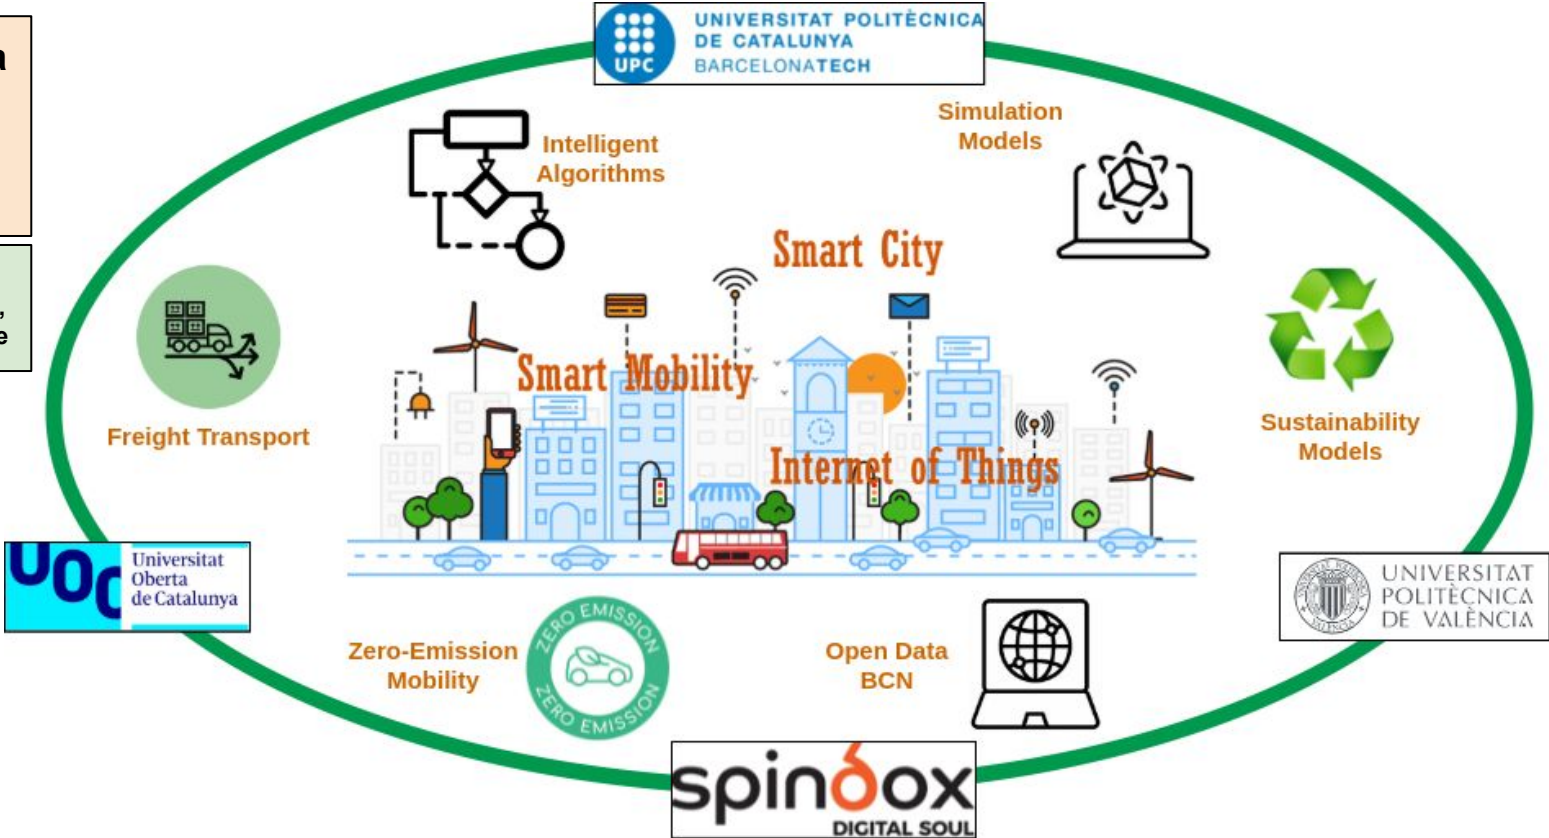 UNIVERSITAT POLITÈCNICA
DE CATALUNYA
BARCELONATECH
UPC
Intelligent
Algorithms
Simulation
Models
Smart City
Smart Mobility
Internet of Things
Freight Transport
Sustainability
Models
UOC
Universitat
Oberta
de Catalunya
UNIVERSITAT
POLITÈCNICA
DE VALÈNCIA
Zero-Emission
Mobility
ZERO EMISSION
ZERO EMISSION
Open Data
BCN
spindox
DIGITAL SOUL